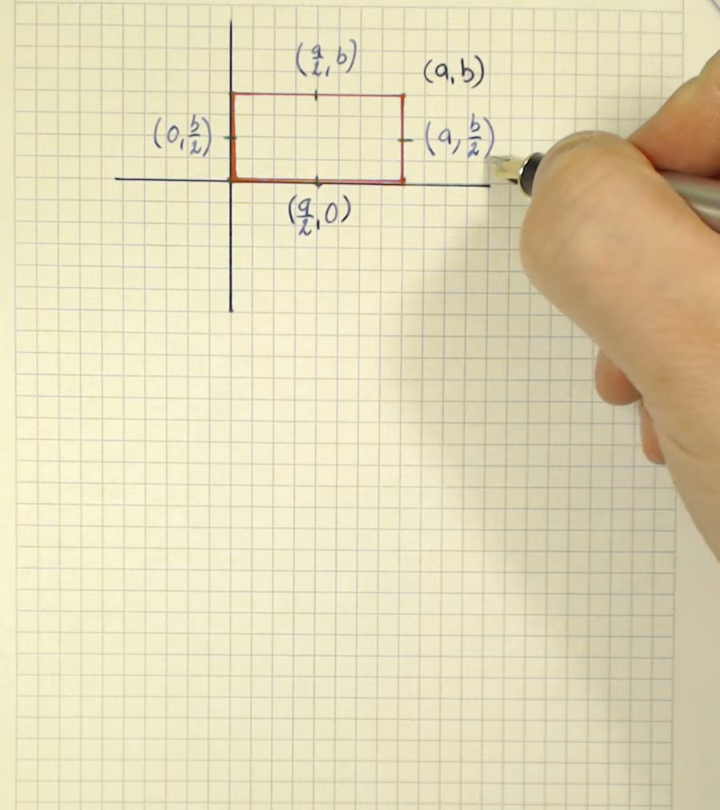 (a/2, b)
(a, b)
(0, b/2)
(a, b/2)
(a/2, 0)